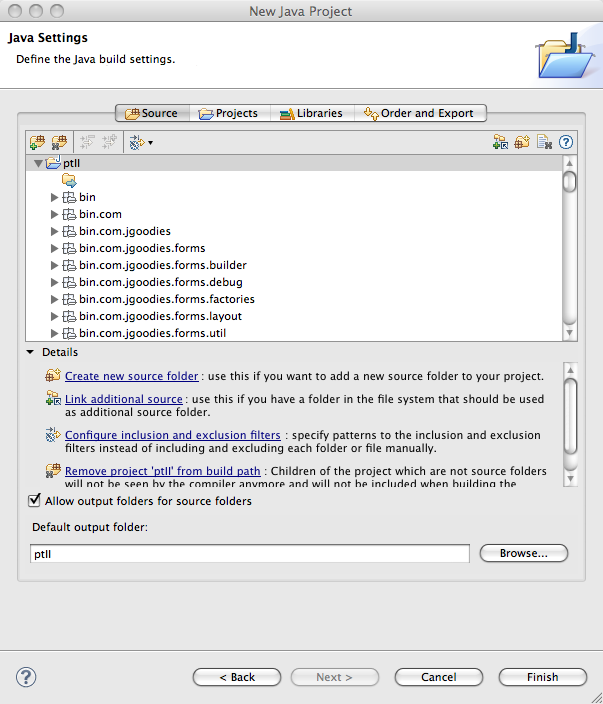 New Java Project
Java Settings
Define the Java build settings.
Source Projects Libraries Order and Export
ptII
bin
bin.com
bin.com.jgoodies
bin.com.jgoodies.forms
bin.com.jgoodies.forms.builder
bin.com.jgoodies.forms.debug
bin.com.jgoodies.forms.factories
bin.com.jgoodies.forms.layout
bin.com.jgoodies.forms.util
Details
Create new source folder : use this if you want to add a new source folder to your project.
Link additional source : use this if you have a folder in the file system that should be used
as additional source folder.
Configure inclusion and exclusion filters : specify patterns to the inclusion and exclusion
filters instead of including and excluding each folder or file manually.
Remove project 'ptII' from build path : Children of the project which are not source folders
will not be seen by the compiler anymore and will not be included when building the
Allow output folders for source folders
Default output folder:
ptII
Browse...
?
< Back Next > Cancel Finish